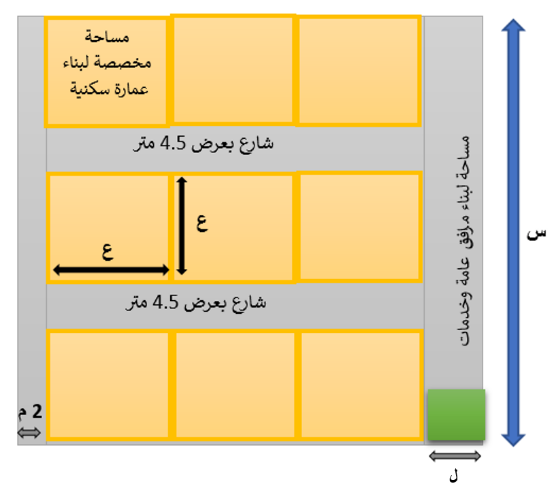 مساحة
مخصصة لبناء
عمارة سكنية
شارع بعرض 4.5 متر
ع
ع
شارع بعرض 4.5 متر
مساحة لبناء مرافق عامة وخدمات
س
2 م
ل